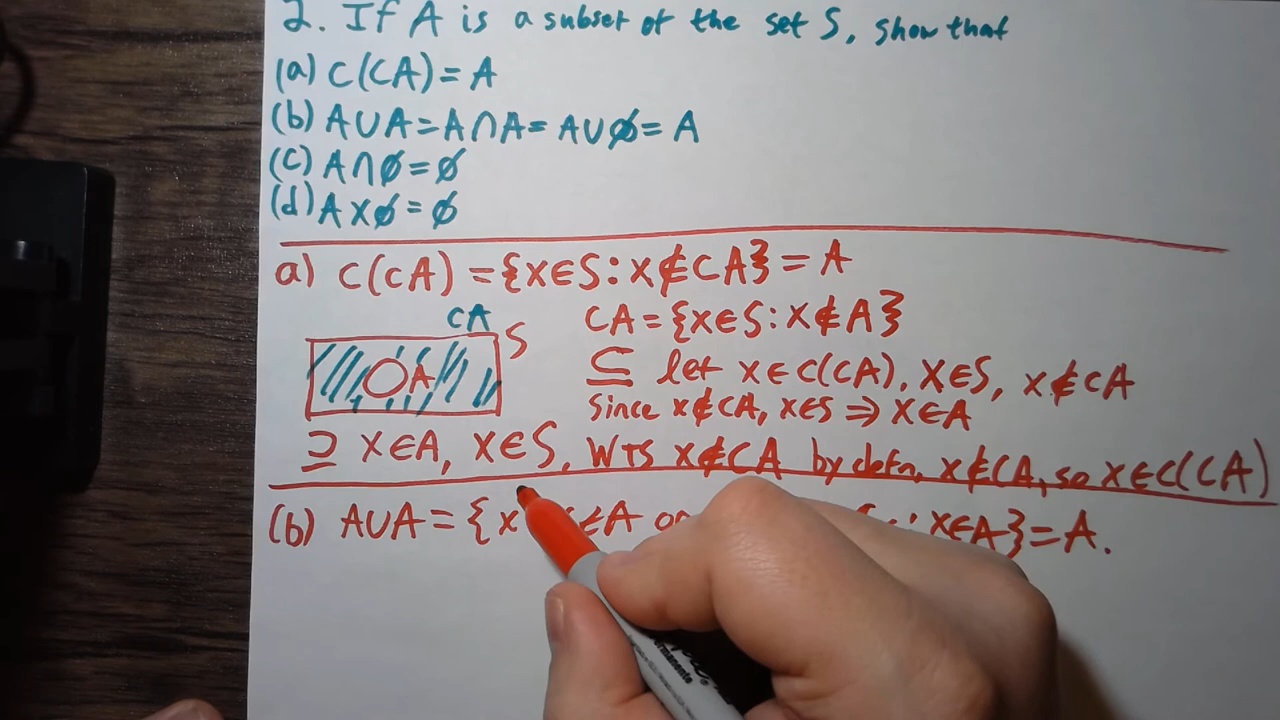 2. If A is a subset of the set S, show that
(a) C(CA) = A
(b) A∪A = A∩A = A∪∅ = A
(c) A∩∅ = ∅
(d) A×∅ = ∅
a) C(CA) = {x∈S : x∉CA} = A
CA
S
A
CA = {x∈S : x∉A}
⊆ let x∈C(CA), x∈S, x∉CA
Since x∉CA, x∈S ⇒ x∈A
⊇ x∈A, x∈S, WTS x∉CA by defn, x∉CA, so x∈C(CA)
(b) A∪A = {x ∈A : x∈A} = A.